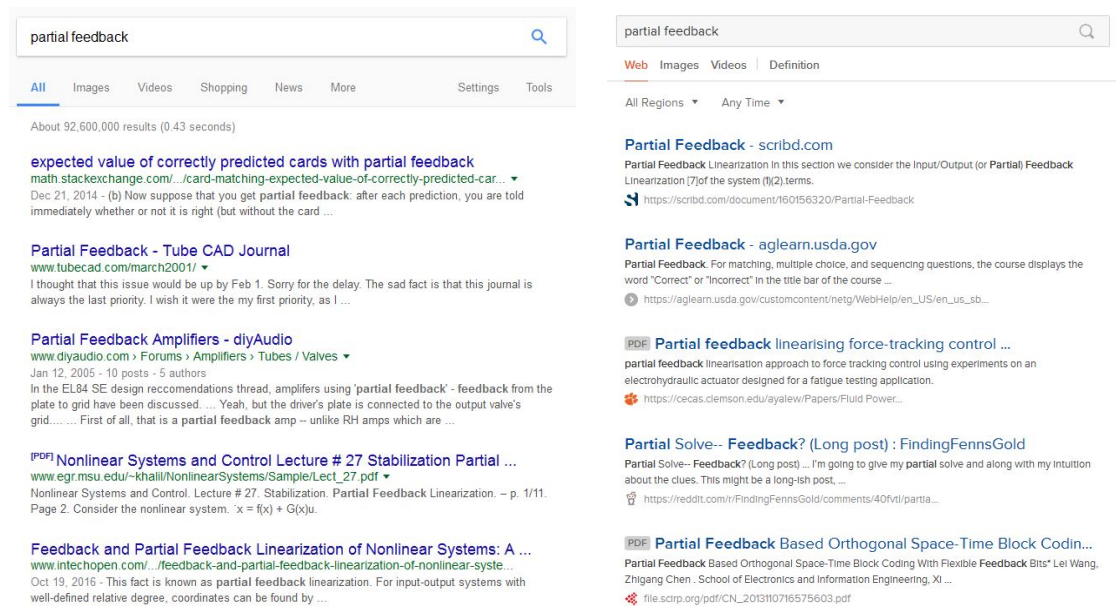 partial feedback
All Images Videos Shopping News More Settings Tools
About 92,600,000 results (0.43 seconds)
expected value of correctly predicted cards with partial feedback
math.stackexchange.com/.../card-matching-expected-value-of-correctly-predicted-car... ▼
Dec 21, 2014 - (b) Now suppose that you get partial feedback: after each prediction, you are told
immediately whether or not it is right (but without the card ...
Partial Feedback - Tube CAD Journal
www.tubecad.com/march2001/ ▼
I thought that this issue would be up by Feb 1. Sorry for the delay. The sad fact is that this journal is
always the last priority. I wish it were the my first priority, as I ...
Partial Feedback Amplifiers - diyAudio
www.diyaudio.com › Forums › Amplifiers › Tubes / Valves ▼
Jan 12, 2005 - 10 posts - 5 authors
In the EL84 SE design reccomendations thread, amplifers using 'partial feedback' - feedback from the
plate to grid have been discussed. ... Yeah, but the driver's plate is connected to the output valve's
grid.... ... First of all, that is a partial feedback amp -- unlike RH amps which are ...
[PDF] Nonlinear Systems and Control Lecture # 27 Stabilization Partial ...
www.egr.msu.edu/~khalil/NonlinearSystems/Sample/Lect_27.pdf ▼
Nonlinear Systems and Control. Lecture # 27. Stabilization. Partial Feedback Linearization. – p. 1/11.
Page 2. Consider the nonlinear system. ˙x = f(x) + G(x)u.
Feedback and Partial Feedback Linearization of Nonlinear Systems: A ...
www.intechopen.com/.../feedback-and-partial-feedback-linearization-of-nonlinear-syste...
Oct 19, 2016 - This fact is known as partial feedback linearization. For input-output systems with
well-defined relative degree, coordinates can be found by ...
partial feedback
Web Images Videos Definition
All Regions ▼ Any Time ▼
Partial Feedback - scribd.com
Partial Feedback Linearization In this section we consider the Input/Output (or Partial) Feedback
Linearization [7]of the system (1)(2).terms.
https://scribd.com/document/160156320/Partial-Feedback
Partial Feedback - aglearn.usda.gov
Partial Feedback. For matching, multiple choice, and sequencing questions, the course displays the
word "Correct" or "Incorrect" in the title bar of the course ...
https://aglearn.usda.gov/customcontent/netg/WebHelp/en_US/en_us_sb...
PDF Partial feedback linearising force-tracking control ...
partial feedback linearisation approach to force tracking control using experiments on an
electrohydraulic actuator designed for a fatigue testing application.
https://cecas.clemson.edu/ayalew/Papers/Fluid Power...
Partial Solve-- Feedback? (Long post) : FindingFennsGold
Partial Solve-- Feedback? (Long post) ... I'm going to give my partial solve and along with my intuition
about the clues. This might be a long-ish post, ...
https://reddit.com/r/FindingFennsGold/comments/40fvtl/partia...
PDF Partial Feedback Based Orthogonal Space-Time Block Codin...
Partial Feedback Based Orthogonal Space-Time Block Coding With Flexible Feedback Bits* Lei Wang,
Zhigang Chen . School of Electronics and Information Engineering, Xi ...
file.scirp.org/pdf/CN_2013110716575603.pdf